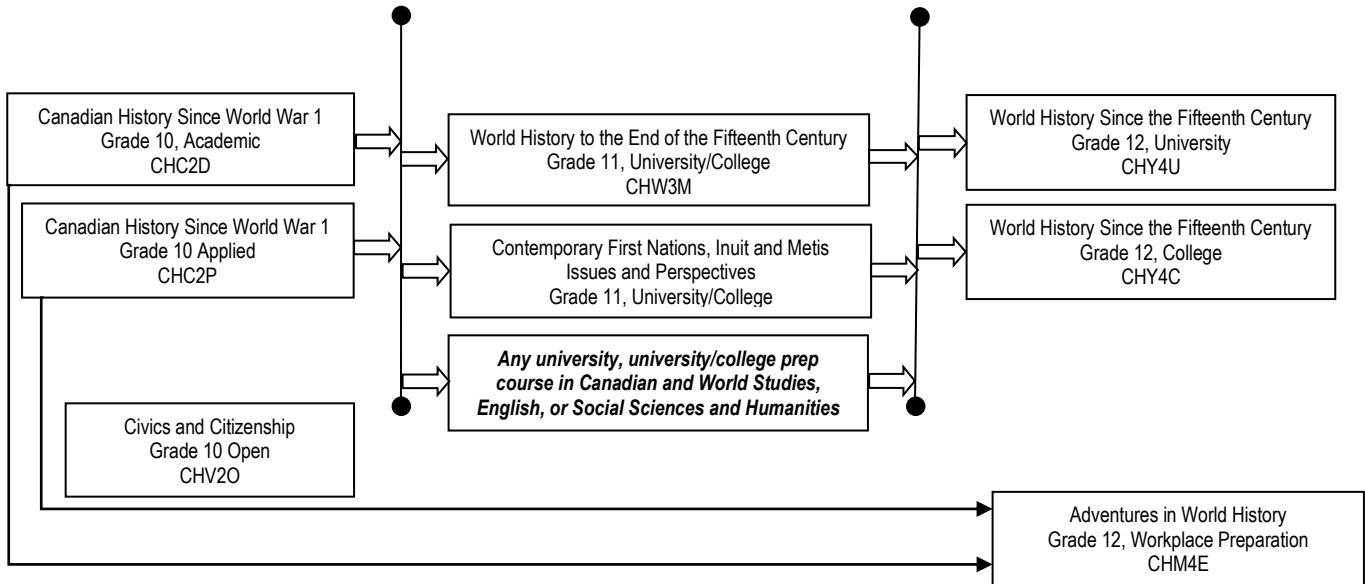 Canadian History Since World War 1
Grade 10, Academic
CHC2D
Canadian History Since World War 1
Grade 10 Applied
CHC2P
Civics and Citizenship
Grade 10 Open
CHV2O
World History to the End of the Fifteenth Century
Grade 11, University/College
CHW3M
Contemporary First Nations, Inuit and Metis
Issues and Perspectives
Grade 11, University/College
Any university, university/college prep
course in Canadian and World Studies,
English, or Social Sciences and Humanities
World History Since the Fifteenth Century
Grade 12, University
CHY4U
World History Since the Fifteenth Century
Grade 12, College
CHY4C
Adventures in World History
Grade 12, Workplace Preparation
CHM4E